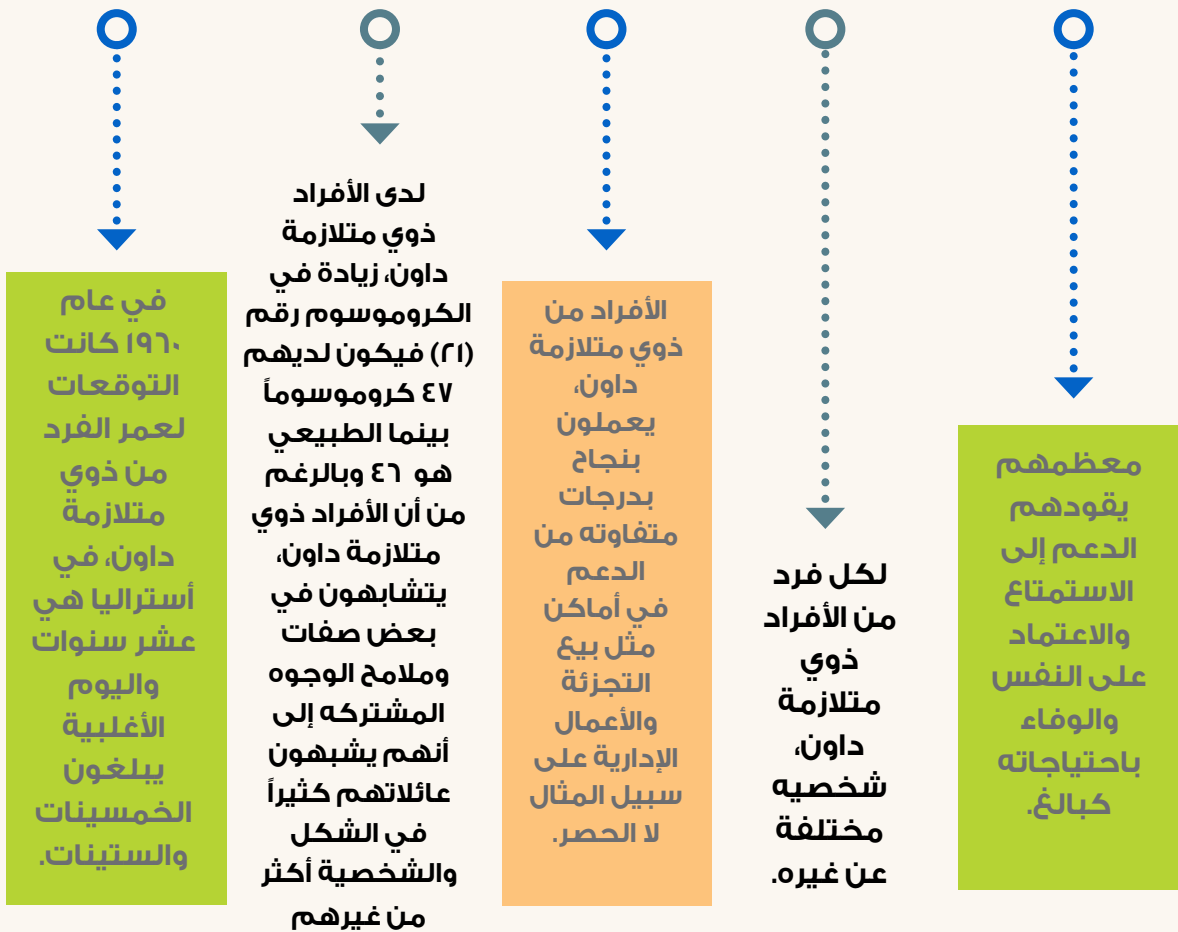 معظمهم
يقودهم
الدعم إلى
الاستمتاع
والاعتماد
على النفس
والوفاء
باحتياجاته
كبالغ.
لكل فرد
من الأفراد
ذوي
متلازمة
داون،
شخصيه
مختلفة
عن غيره.
الأفراد من
ذوي متلازمة
داون،
يعملون
بنجاح
بدرجات
متفاوته من
الدعم
في أماكن
مثل بيع
التجزئة
والأعمال
الإدارية على
سبيل المثال
لا الحصر.
لدى الأفراد
ذوي متلازمة
داون، زيادة في
الكروموسوم رقم
(٢١) فيكون لديهم
٤٧ كروموسوماً
بينما الطبيعي
هو ٤٦ وبالرغم
من أن الأفراد ذوي
متلازمة داون،
يتشابهون في
بعض صفات
وملامح الوجوه
المشتركه إلى
أنهم يشبهون
عائلاتهم كثيراً
في الشكل
والشخصية أكثر
من غيرهم
في عام
١٩٦٠ كانت
التوقعات
لعمر الفرد
من ذوي
متلازمة
داون، في
أستراليا هي
عشر سنوات
واليوم
الأغلبية
يبلغون
الخمسينات
والستينات.